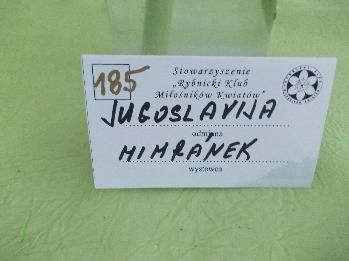 185
Stowarzyszenie
„Rybnicki Klub
Miłośników Kwiatów"
JUGOSLAVIJA
odmiana
MIMRANEK
wystawca